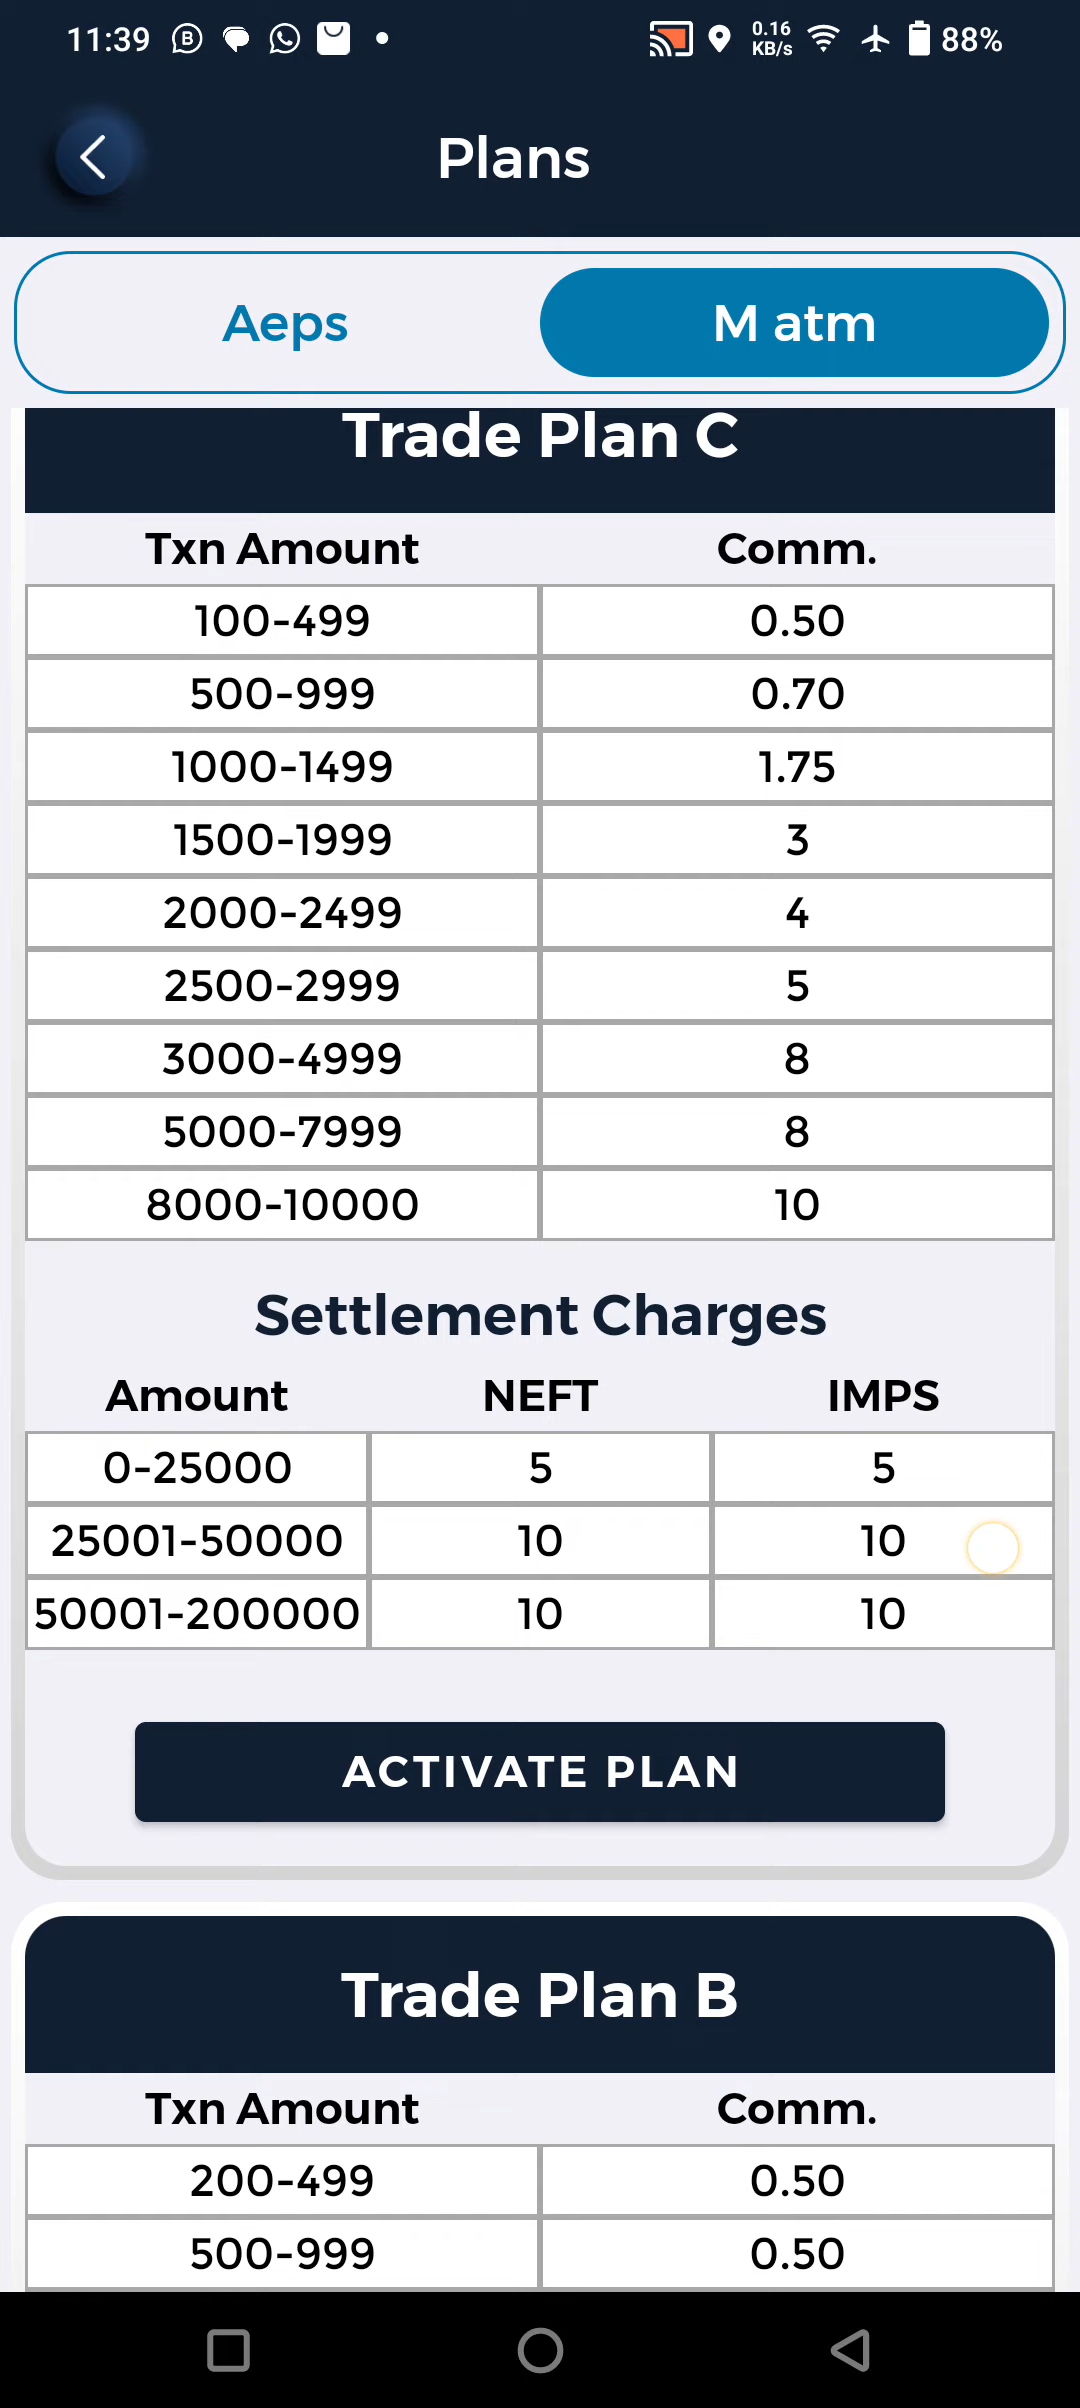 11:39 0.16 KB/s 88%
Plans
Aeps M atm
Trade Plan C
Txn Amount Comm.
100-499 0.50
500-999 0.70
1000-1499 1.75
1500-1999 3
2000-2499 4
2500-2999 5
3000-4999 8
5000-7999 8
8000-10000 10
Settlement Charges
Amount NEFT IMPS
0-25000 5 5
25001-50000 10 10
50001-200000 10 10
ACTIVATE PLAN
Trade Plan B
Txn Amount Comm.
200-499 0.50
500-999 0.50